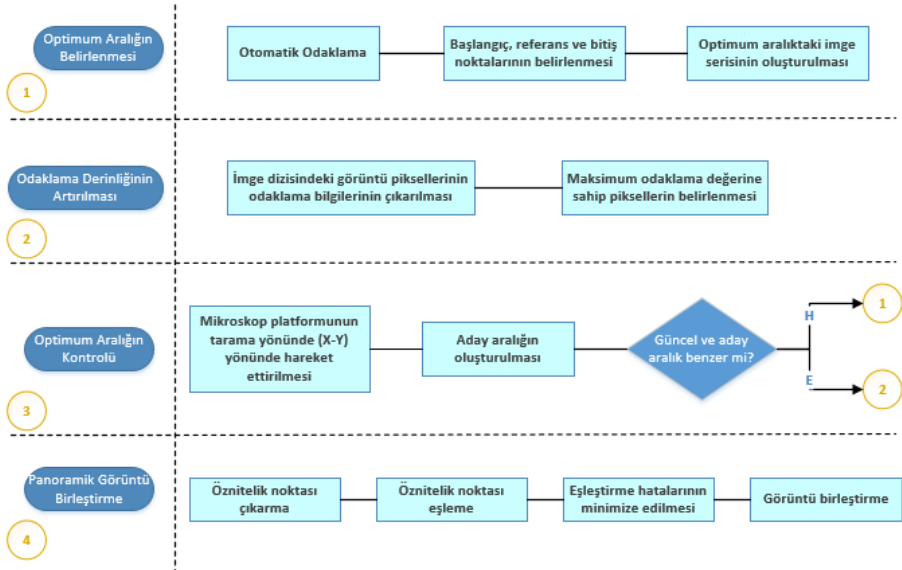 Optimum Aralığın
Belirlenmesi
1
Otomatik Odaklama
Başlangıç, referans ve bitiş
noktalarının belirlenmesi
Optimum aralıktaki imge
serisinin oluşturulması
Odaklama Derinliğinin
Artırılması
2
İmge dizisindeki görüntü piksellerinin
odaklama bilgilerinin çıkarılması
Maksimum odaklama değerine
sahip piksellerin belirlenmesi
Optimum Aralığın
Kontrolü
3
Mikroskop platformunun
tarama yönünde (X-Y)
yönünde hareket
ettirilmesi
Aday aralığın
oluşturulması
Güncel ve aday
aralık benzer mi?
H
1
E
2
Panoramik Görüntü
Birleştirme
4
Öznitelik noktası
çıkarma
Öznitelik noktası
eşleme
Eşleştirme hatalarının
minimize edilmesi
Görüntü birleştirme